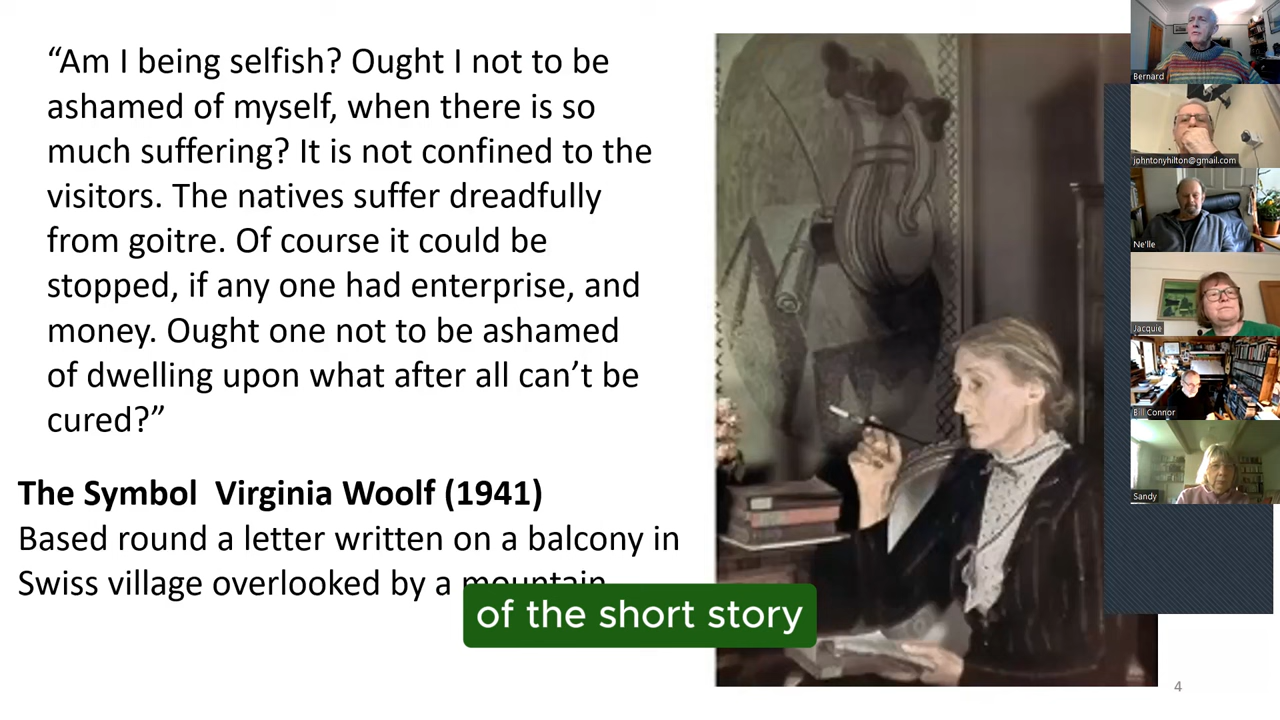 “Am I being selfish? Ought I not to be
ashamed of myself, when there is so
much suffering? It is not confined to the
visitors. The natives suffer dreadfully
from goitre. Of course it could be
stopped, if any one had enterprise, and
money. Ought one not to be ashamed
of dwelling upon what after all can’t be
cured?”
The Symbol  Virginia Woolf (1941)
Based round a letter written on a balcony in
Swiss village overlooked by a mountain
of the short story
4
Bernard
johntonyhilton@gmail.com
Ne'lle
Jacquie
Bill Connor
Sandy